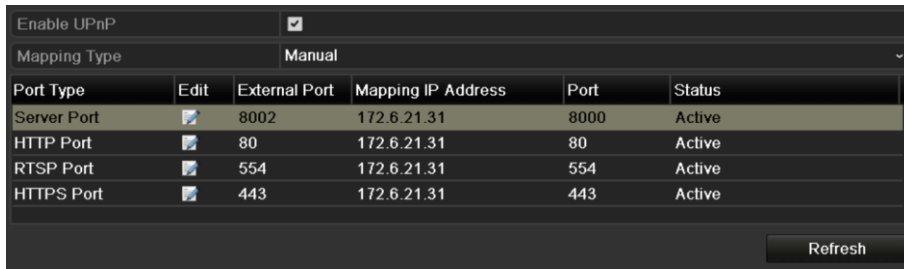 Enable UPnP
Mapping Type Manual
Port Type Edit External Port Mapping IP Address Port Status
Server Port 8002 172.6.21.31 8000 Active
HTTP Port 80 172.6.21.31 80 Active
RTSP Port 554 172.6.21.31 554 Active
HTTPS Port 443 172.6.21.31 443 Active
Refresh